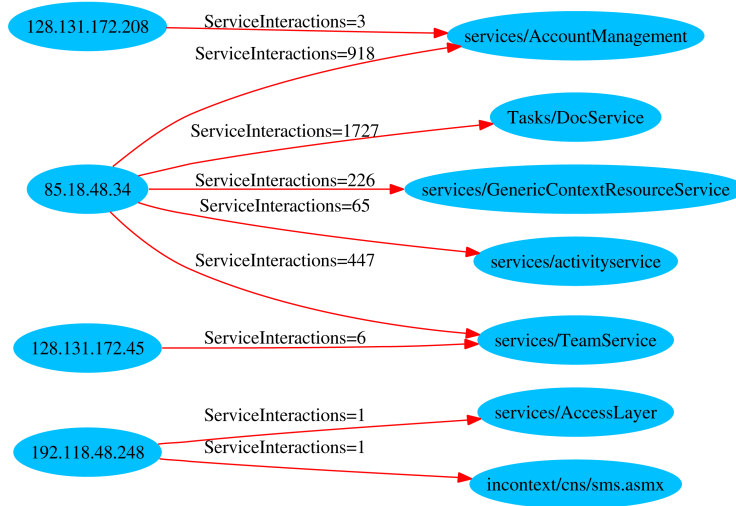 128.131.172.208
ServiceInteractions=3
services/AccountManagement
ServiceInteractions=918
ServiceInteractions=1727
Tasks/DocService
85.18.48.34
ServiceInteractions=226
services/GenericContextResourceService
ServiceInteractions=65
ServiceInteractions=447
services/activityservice
128.131.172.45
ServiceInteractions=6
services/TeamService
ServiceInteractions=1
services/AccessLayer
192.118.48.248
ServiceInteractions=1
incontext/cns/sms.asmx